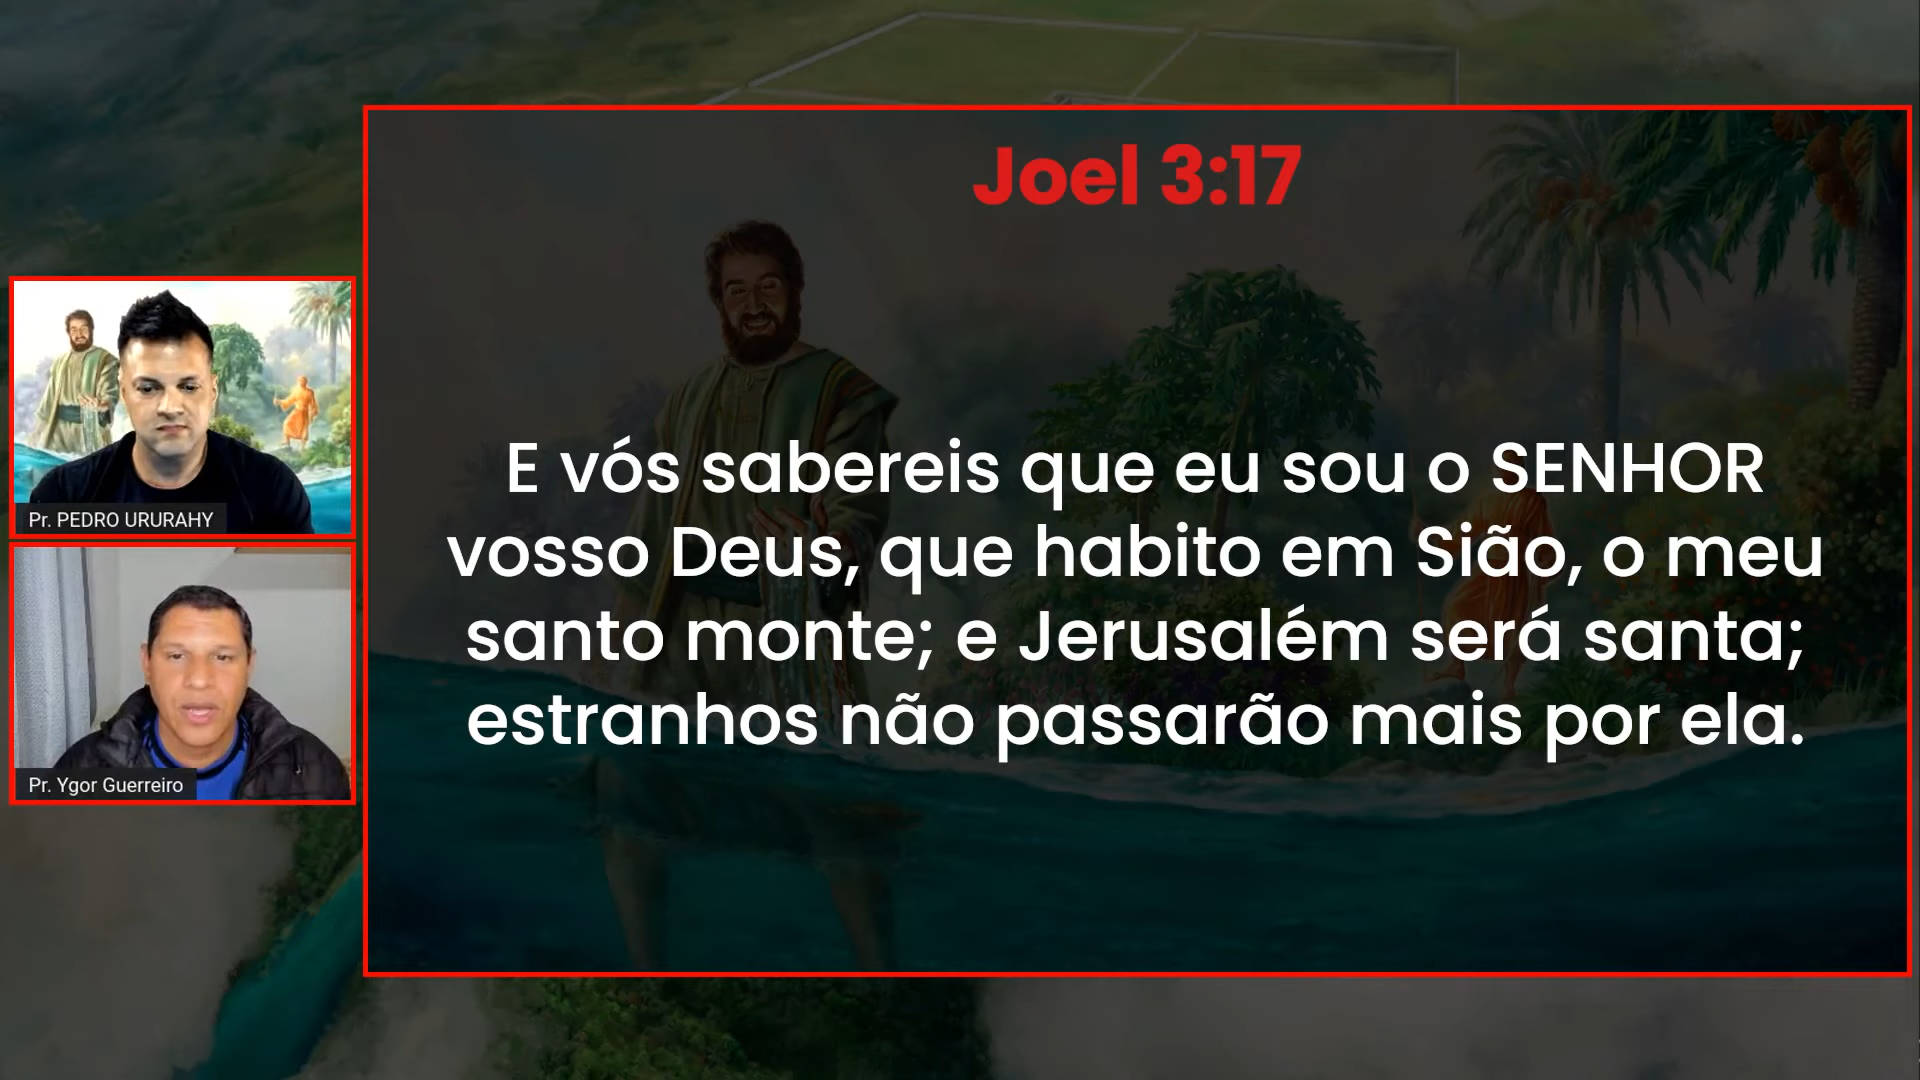 Joel 3:17
E vós sabereis que eu sou o SENHOR
vosso Deus, que habito em Sião, o meu
santo monte; e Jerusalém será santa;
estranhos não passarão mais por ela.
Pr. PEDRO URURAHY
Pr. Ygor Guerreiro